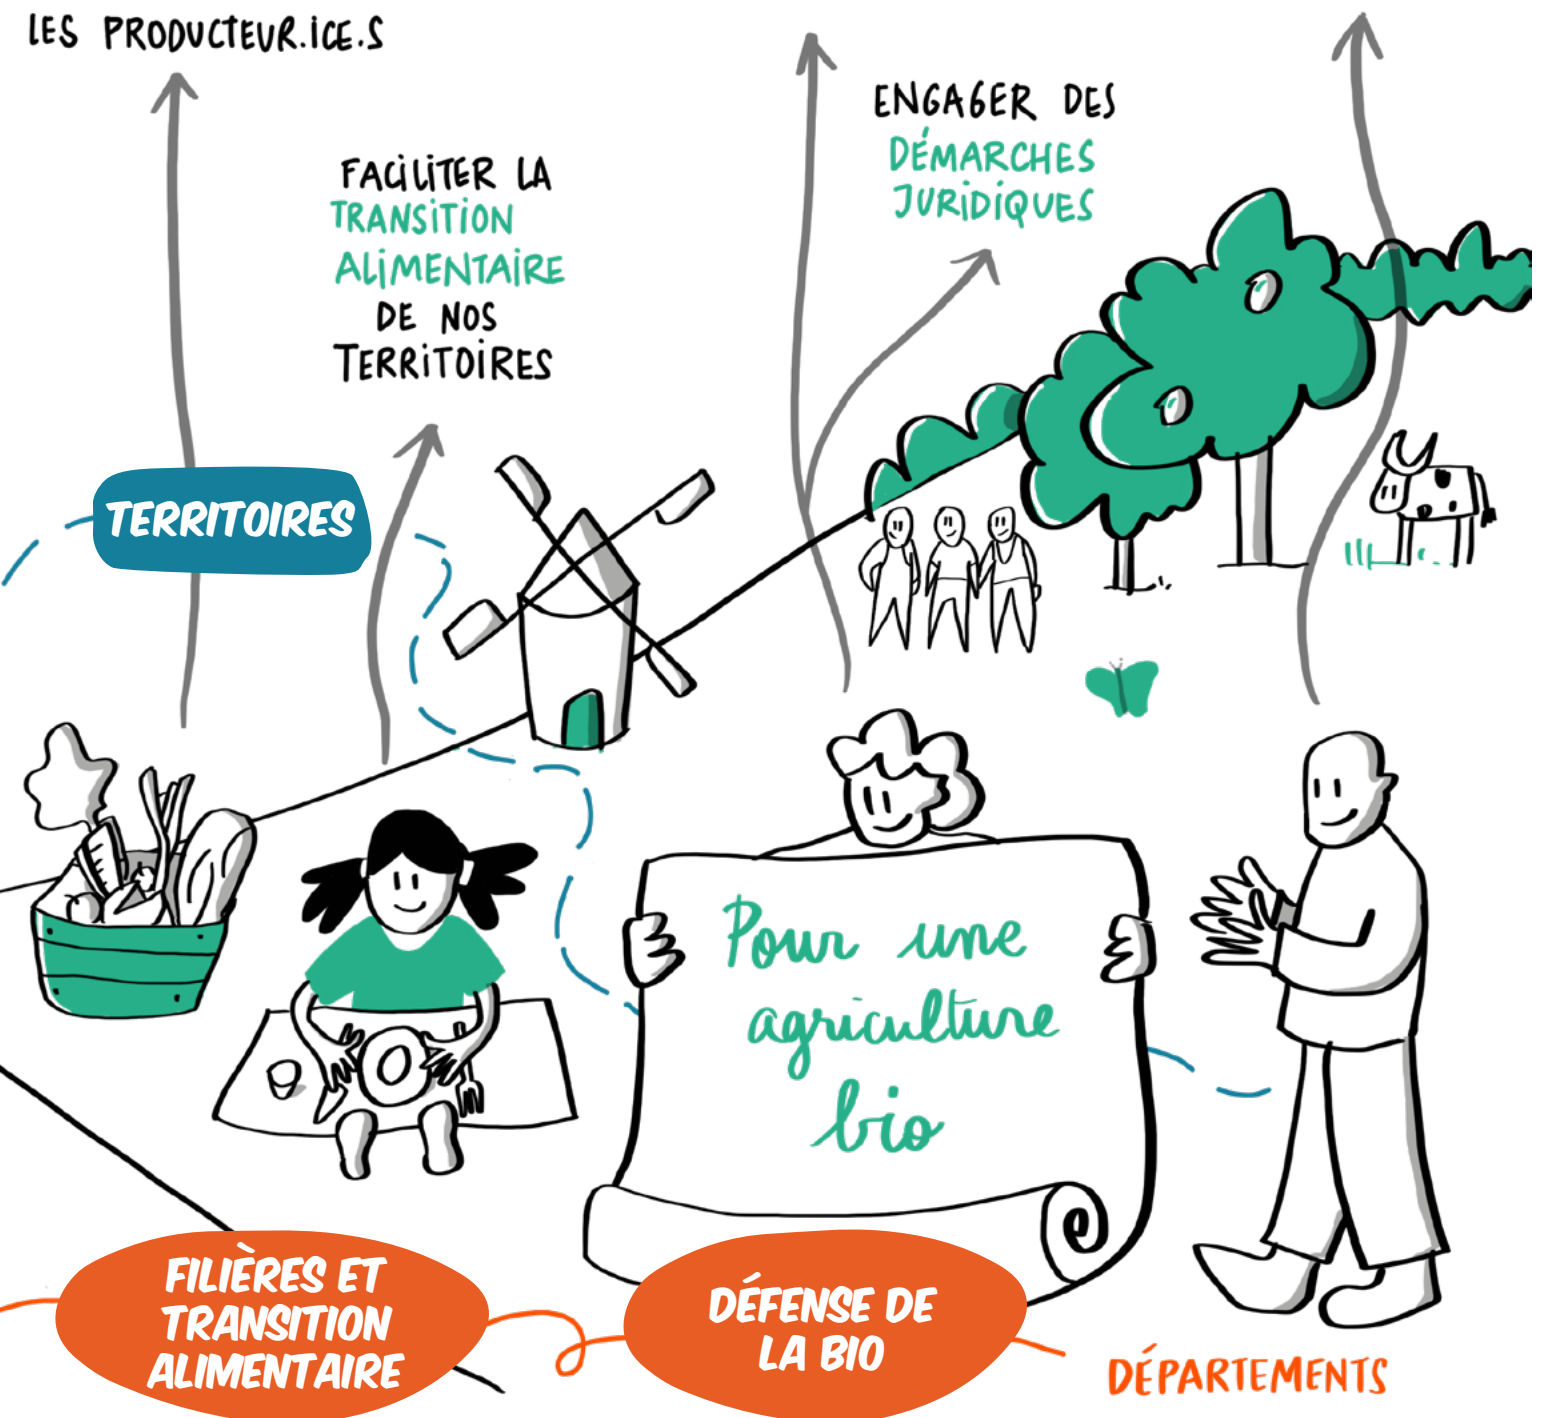 LES PRODUCTEUR.ICE.S
FACILITER LA
TRANSITION
ALIMENTAIRE
DE NOS
TERRITOIRES
ENGAGER DES
DÉMARCHES
JURIDIQUES
TERRITOIRES
Pour une
agriculture
bio
FILIÈRES ET
TRANSITION
ALIMENTAIRE
DÉFENSE DE
LA BIO
DÉPARTEMENTS